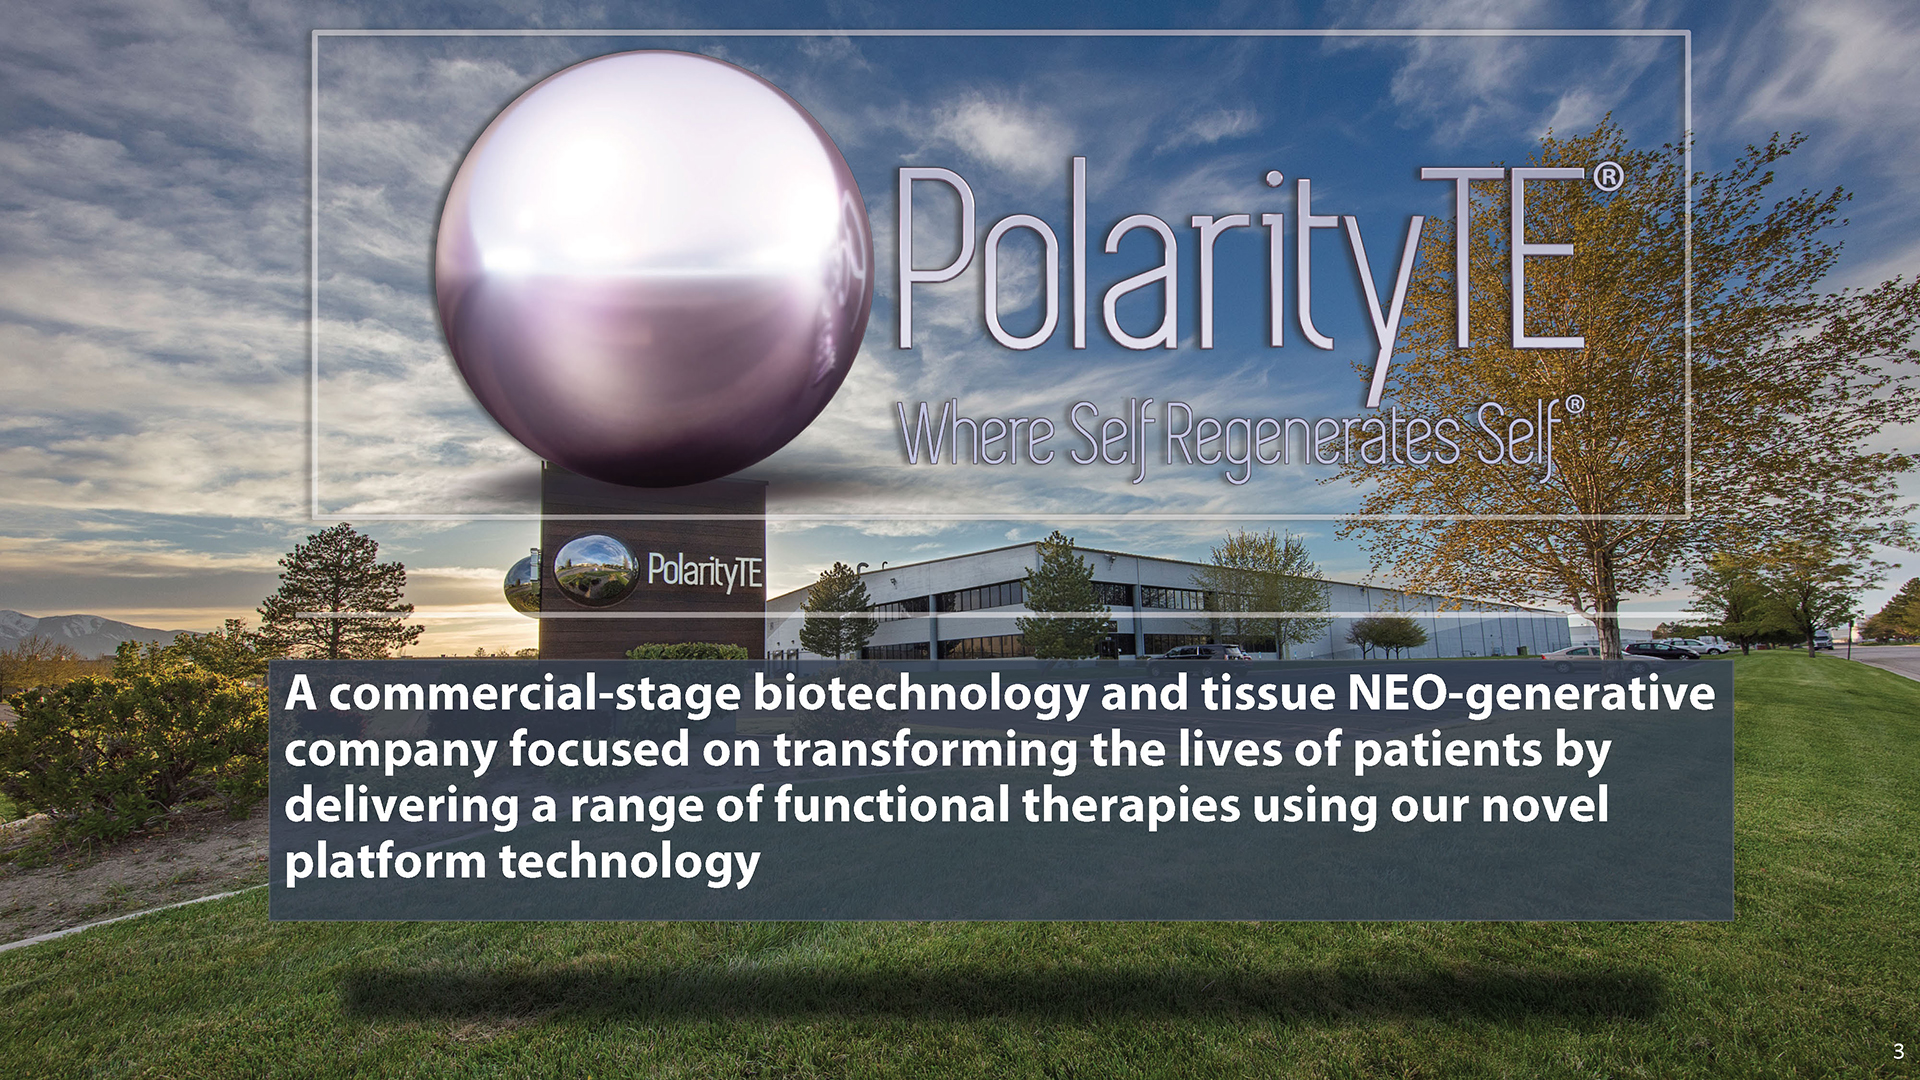 PolarityTE®
Where Self Regenerates Self®
PolarityTE
A commercial-stage biotechnology and tissue NEO-generative
company focused on transforming the lives of patients by
delivering a range of functional therapies using our novel
platform technology
3